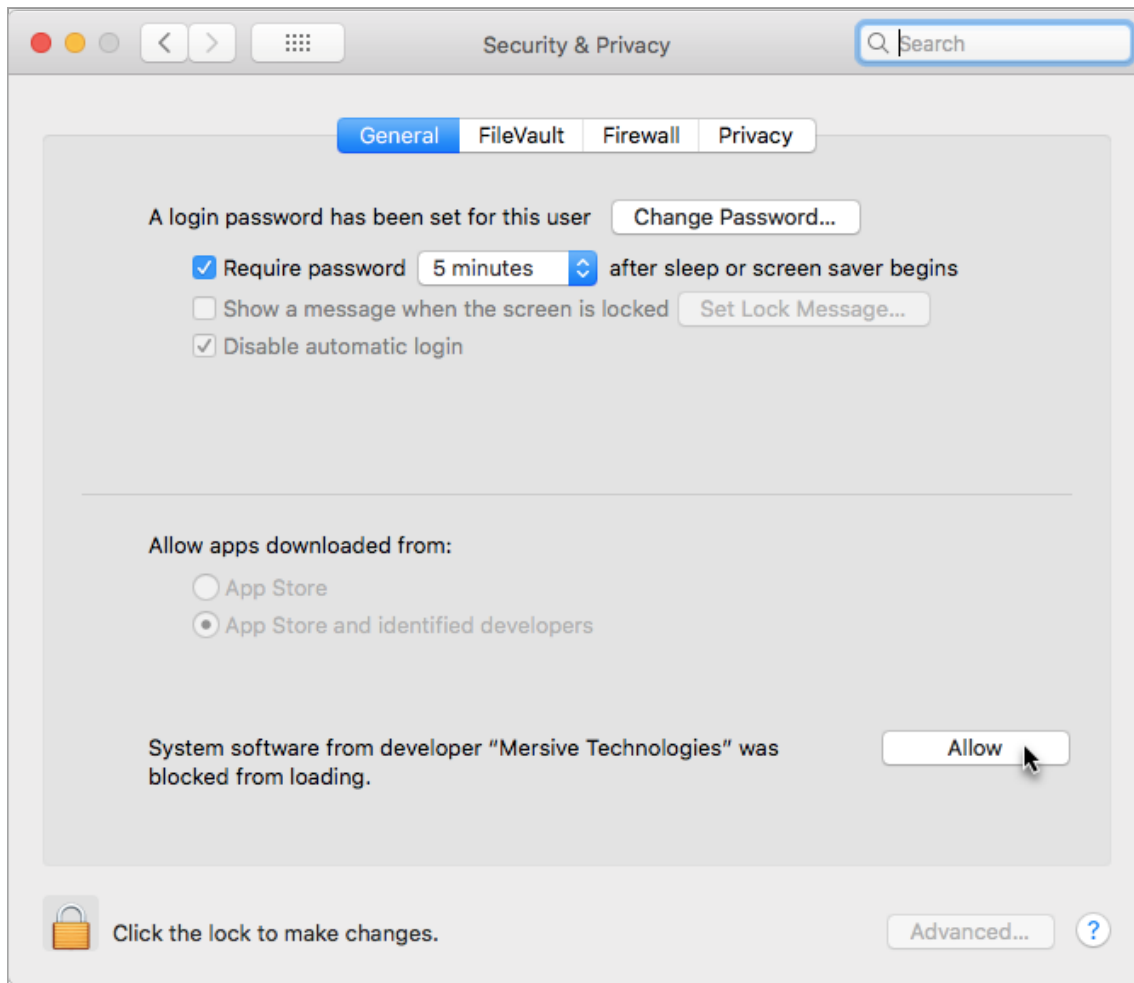 Security & Privacy
Search
General FileVault Firewall Privacy
A login password has been set for this user Change Password...
Require password 5 minutes after sleep or screen saver begins
Show a message when the screen is locked Set Lock Message...
Disable automatic login
Allow apps downloaded from:
App Store
App Store and identified developers
System software from developer “Mersive Technologies” was
blocked from loading.
Allow
Click the lock to make changes.
Advanced...
?